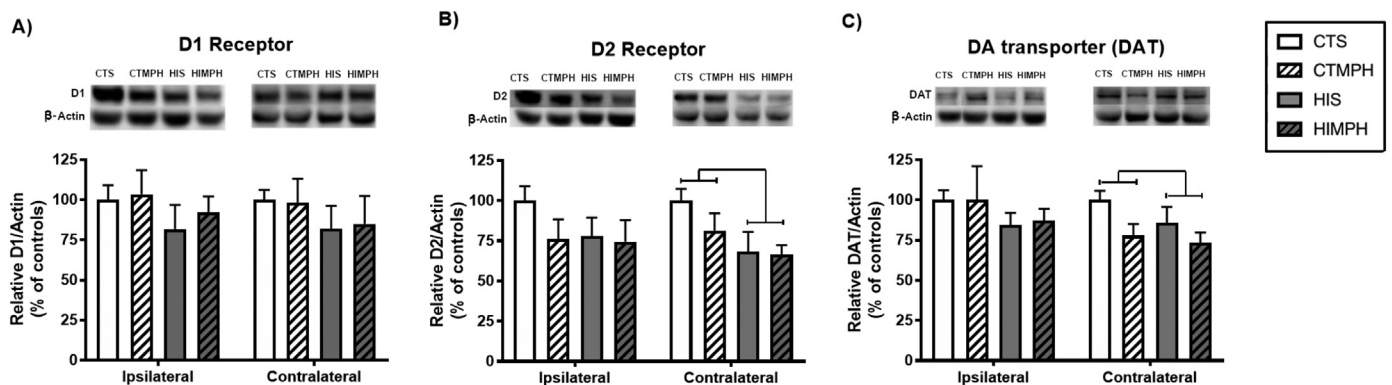 A)
D1 Receptor
CTS CTMPH HIS HIMPH
CTS CTMPH HIS HIMPH
D1
β-Actin
Relative D1/Actin
(% of controls)
125
100
75
50
25
0
Ipsilateral
Contralateral
B)
D2 Receptor
CTS CTMPH HIS HIMPH
CTS CTMPH HIS HIMPH
D2
β-Actin
Relative D2/Actin
(% of controls)
125
100
75
50
25
0
Ipsilateral
Contralateral
C)
DA transporter (DAT)
CTS CTMPH HIS HIMPH
CTS CTMPH HIS HIMPH
DAT
β-Actin
Relative DAT/Actin
(% of controls)
125
100
75
50
25
0
Ipsilateral
Contralateral
CTS
CTMPH
HIS
HIMPH